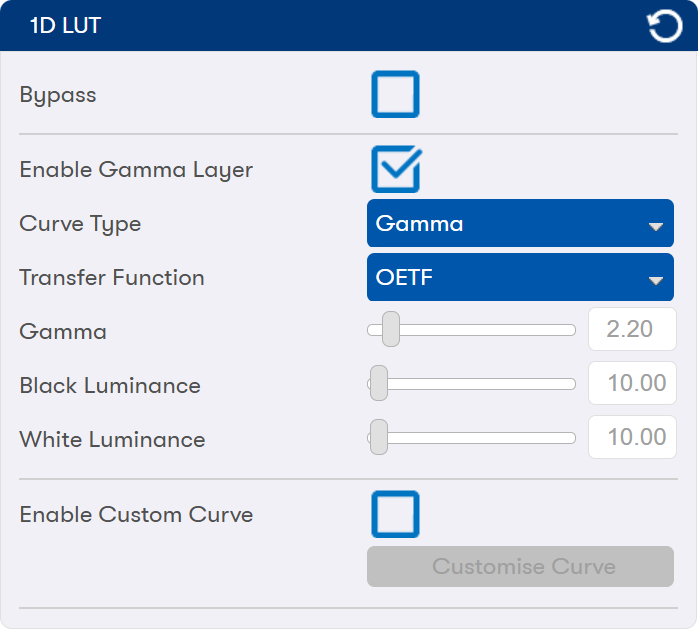 1D LUT
Bypass
Enable Gamma Layer
Curve Type Gamma
Transfer Function OETF
Gamma 2.20
Black Luminance 10.00
White Luminance 10.00
Enable Custom Curve
Customise Curve